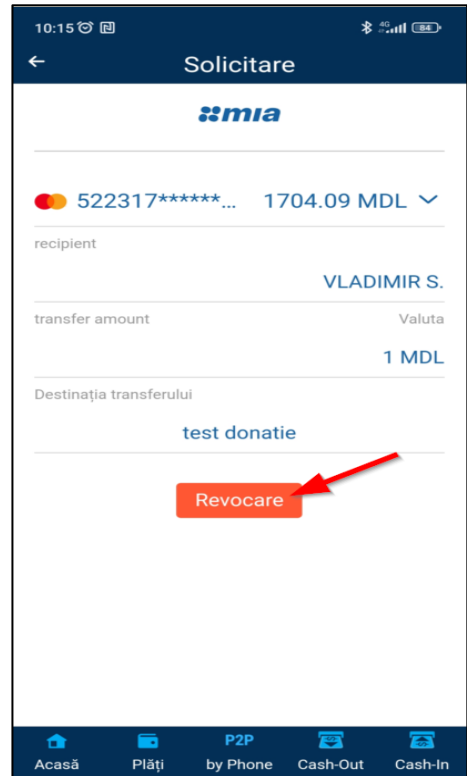 10:15 4G 84
Solicitare
mia
522317******... 1704.09 MDL
recipient
VLADIMIR S.
transfer amount Valuta
1 MDL
Destinația transferului
test donatie
Revocare
P2P
Acasă Plăți by Phone Cash-Out Cash-In